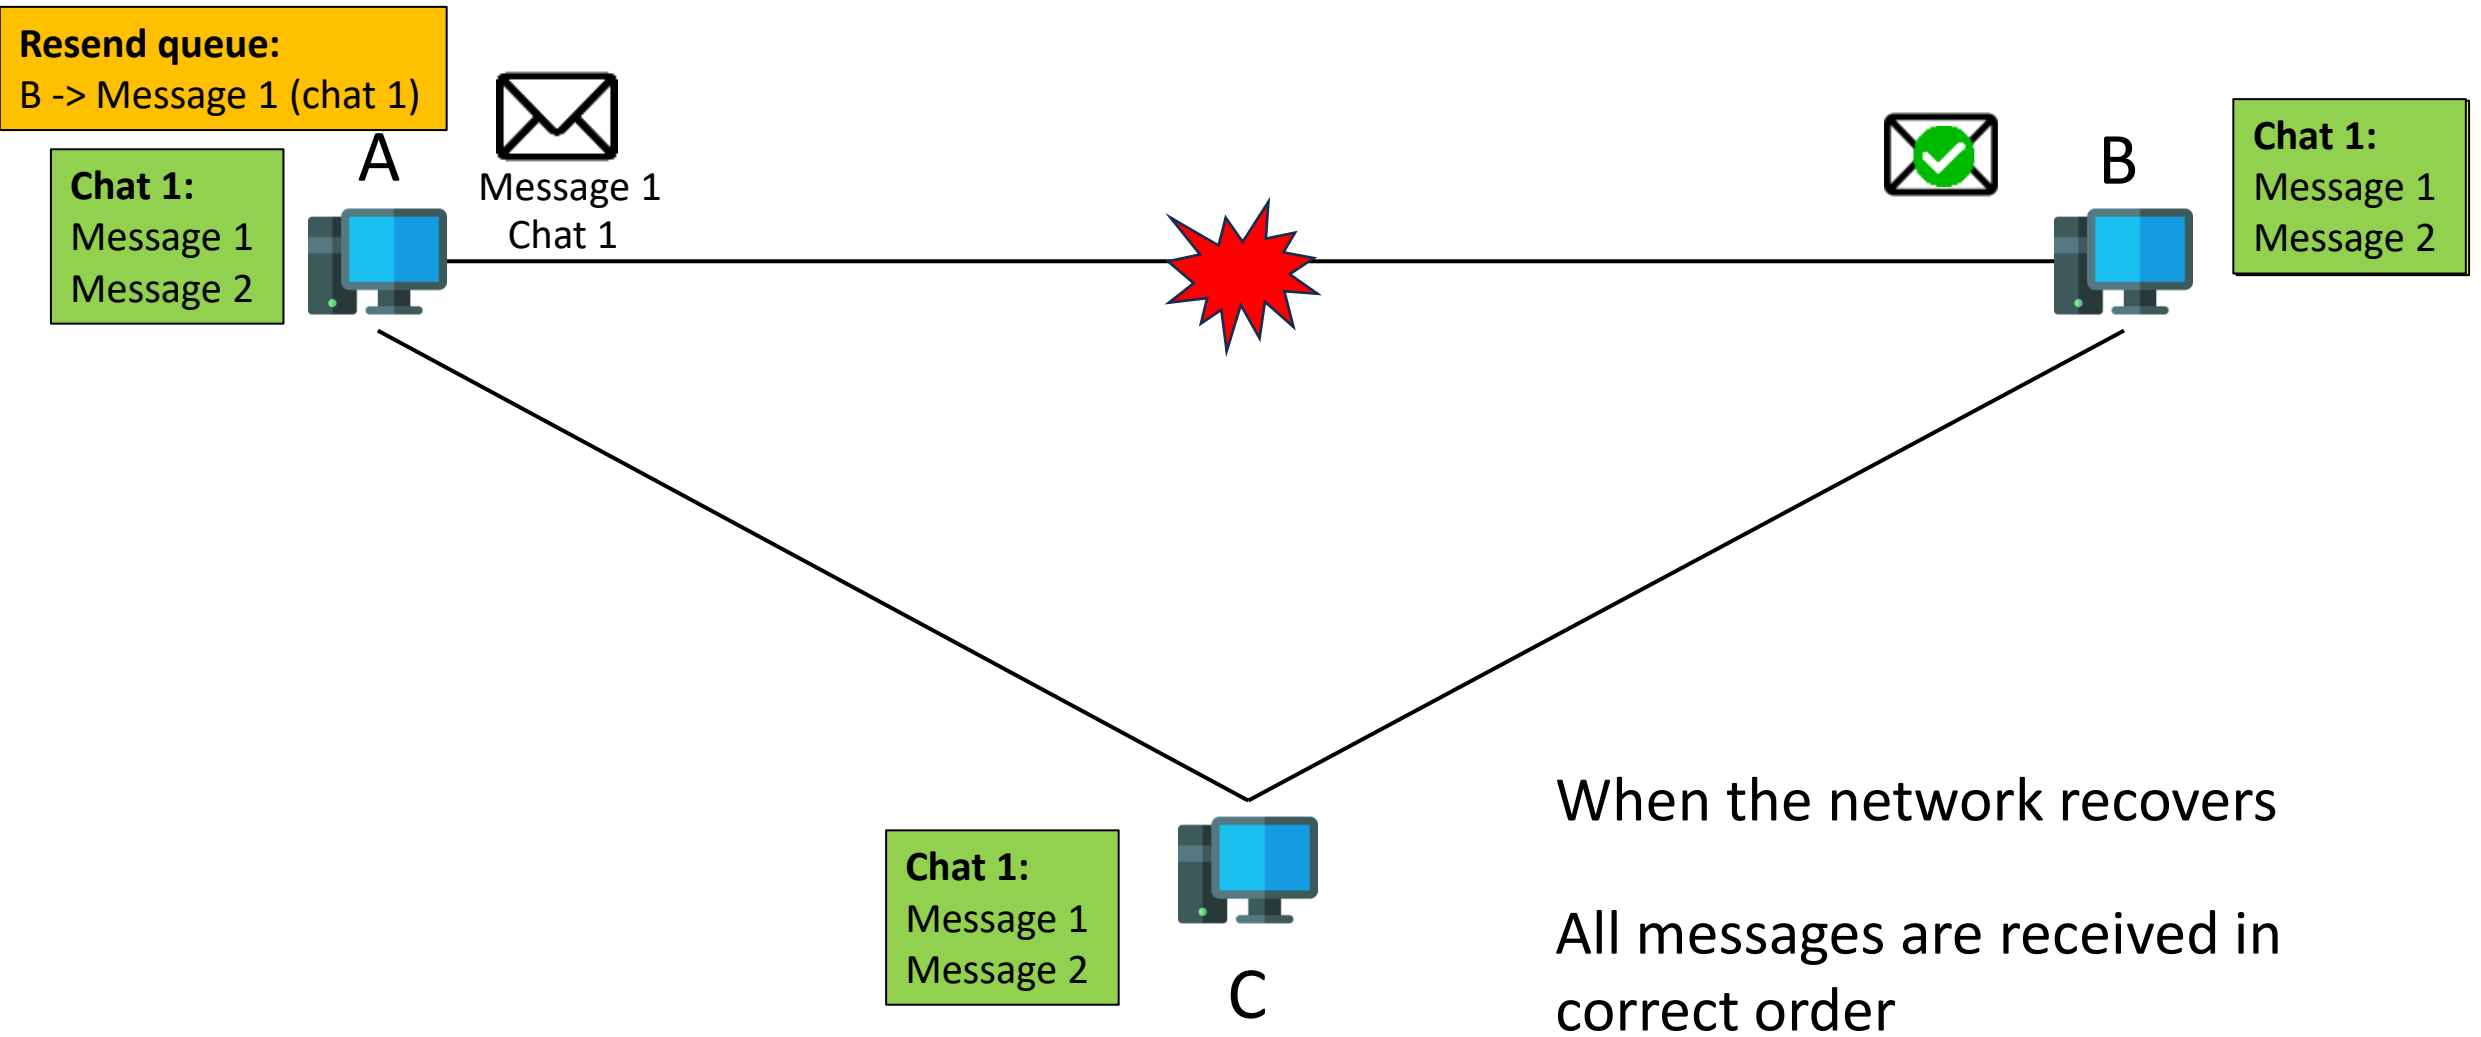 Resend queue:
B -> Message 1 (chat 1)
A
Message 1
Chat 1
Chat 1:
Message 1
Message 2
B
Chat 1:
Message 1
Message 2
Chat 1:
Message 1
Message 2
C
When the network recovers
All messages are received in
correct order